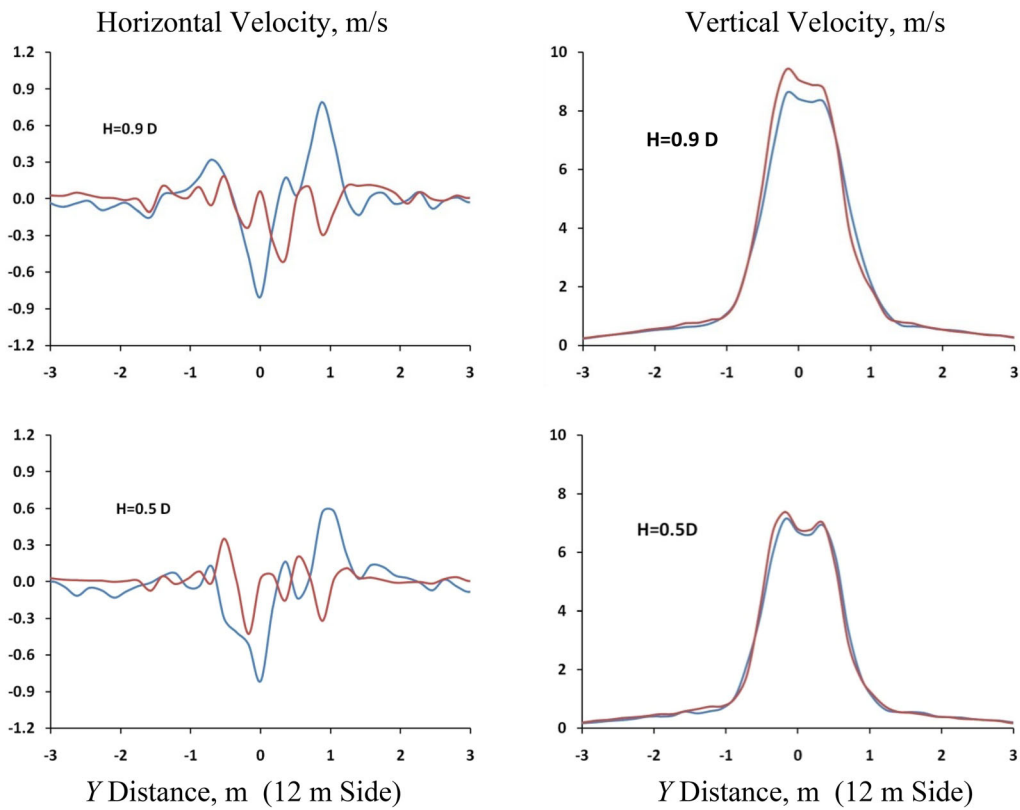 Horizontal Velocity, m/s
Vertical Velocity, m/s
1.2
0.9
0.6
0.3
0.0
-0.3
-0.6
-0.9
-1.2
H=0.9 D
-3 -2 -1 0 1 2 3
10
8
6
4
2
0
H=0.9 D
-3 -2 -1 0 1 2 3
1.2
0.9
0.6
0.3
0.0
-0.3
-0.6
-0.9
-1.2
H=0.5 D
-3 -2 -1 0 1 2 3
10
8
6
4
2
0
H=0.5D
-3 -2 -1 0 1 2 3
Y Distance, m (12 m Side)
Y Distance, m (12 m Side)